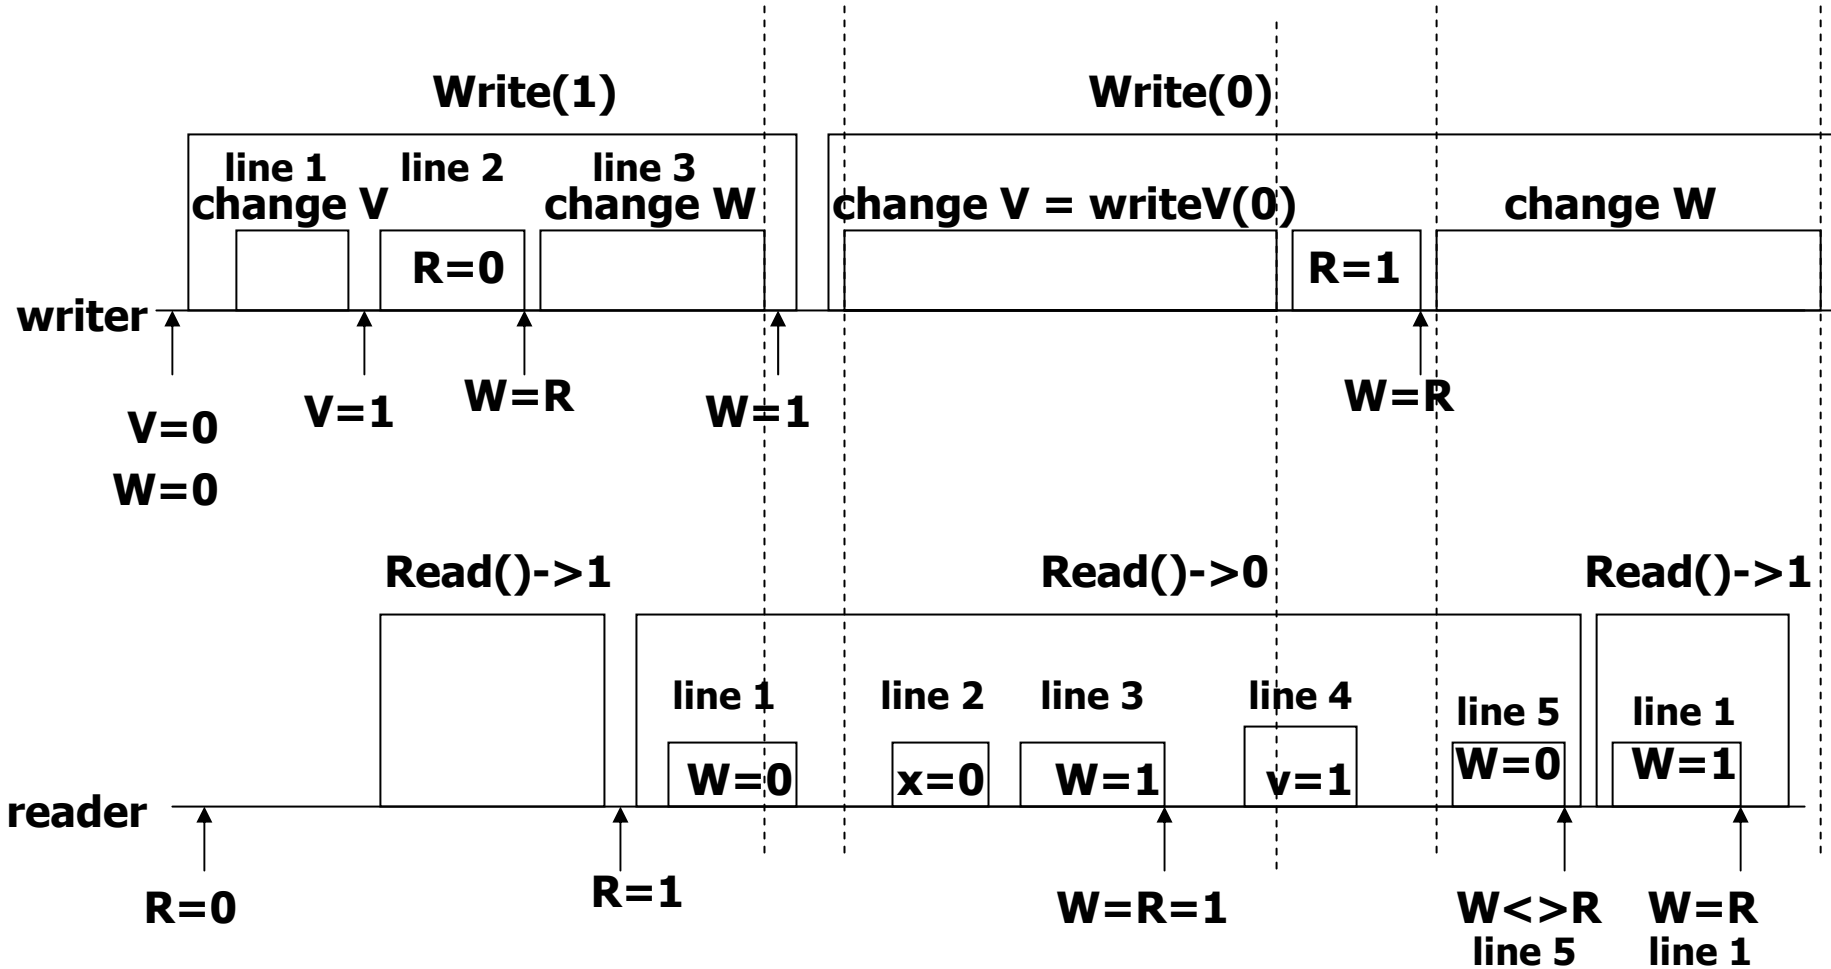 Write(1) Write(0)
line 1 line 2 line 3
change V change W change V = writeV(0) change W
R=0 R=1
writer
V=0 V=1 W=R W=1 W=R
W=0
Read()->1 Read()->0 Read()->1
line 1 line 2 line 3 line 4 line 5 line 1
W=0 x=0 W=1 v=1 W=0 W=1
reader
R=0 R=1 W=R=1 W<>R W=R
line 5 line 1